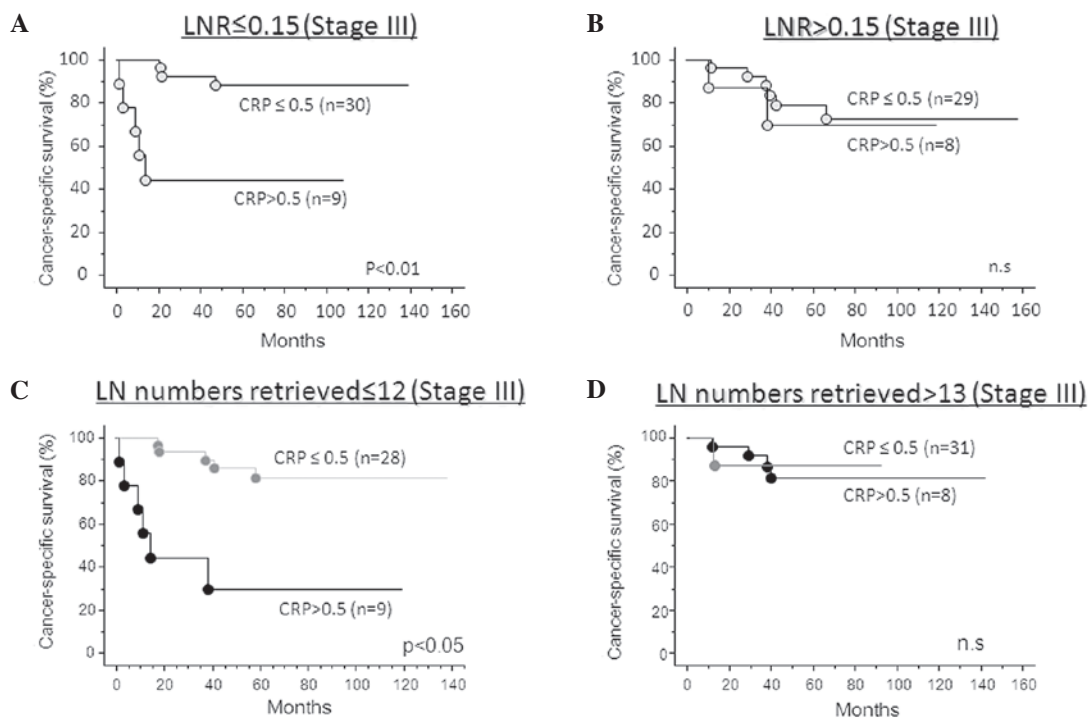 A
LNR≤0.15 (Stage III)
Cancer-specific survival (%)
100
80
60
40
20
0
CRP ≤ 0.5 (n=30)
CRP>0.5 (n=9)
P<0.01
0 20 40 60 80 100 120 140 160
Months
B
LNR>0.15 (Stage III)
Cancer-specific survival (%)
100
80
60
40
20
0
CRP ≤ 0.5 (n=29)
CRP>0.5 (n=8)
n.s
0 20 40 60 80 100 120 140 160
Months
C
LN numbers retrieved≤12 (Stage III)
Cancer-specific survival (%)
100
80
60
40
20
0
CRP ≤ 0.5 (n=28)
CRP>0.5 (n=9)
p<0.05
0 20 40 60 80 100 120 140
Months
D
LN numbers retrieved>13 (Stage III)
Cancer-specific survival (%)
100
80
60
40
20
0
CRP ≤ 0.5 (n=31)
CRP>0.5 (n=8)
n.s
0 20 40 60 80 100 120 140 160
Months